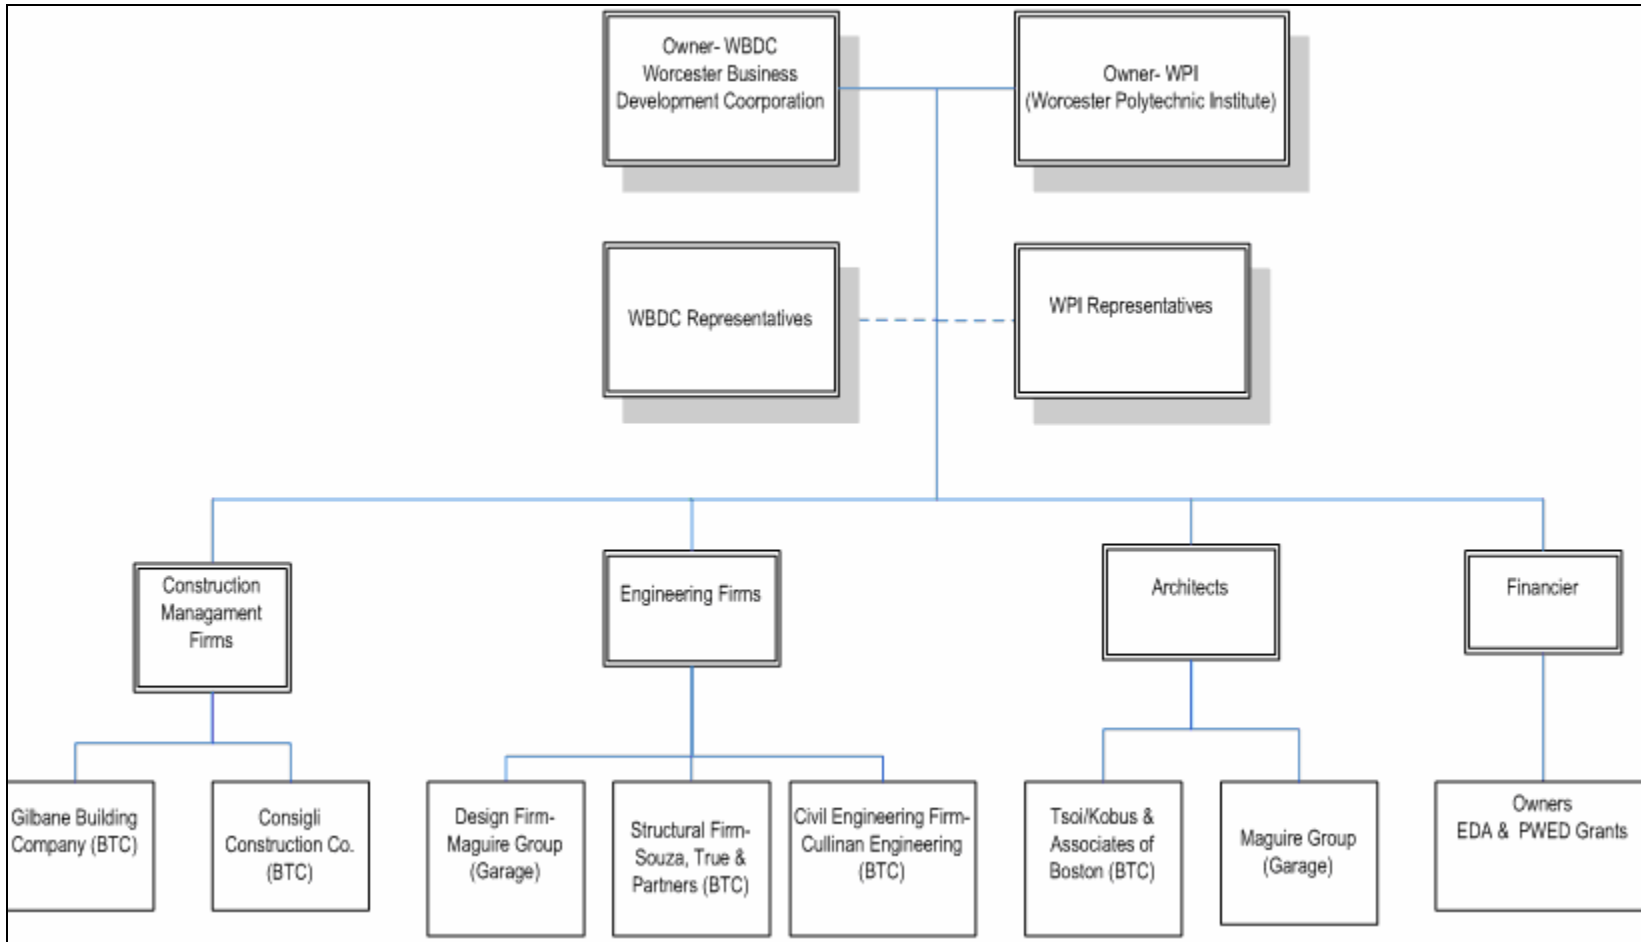 Owner- WBDC
Worcester Business
Development Coorporation
Owner- WPI
(Worcester Polytechnic Institute)
WBDC Representatives
WPI Representatives
Construction
Managament
Firms
Engineering Firms
Architects
Financier
Gilbane Building
Company (BTC)
Consigli
Construction Co.
(BTC)
Design Firm-
Maguire Group
(Garage)
Structural Firm-
Souza, True &
Partners (BTC)
Civil Engineering Firm-
Cullinan Engineering
(BTC)
Tsoi/Kobus &
Associates of
Boston (BTC)
Maguire Group
(Garage)
Owners
EDA & PWED Grants